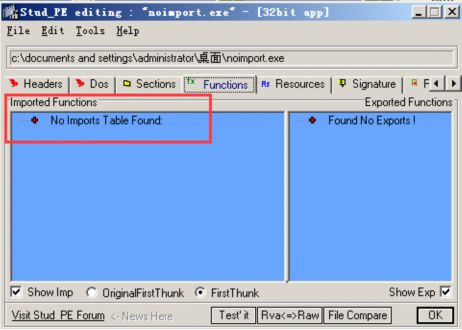 Stud_PE editing : "noimport.exe" - [32bit app]
File Edit Tools Help
c:\documents and settings\administrator\桌面\noimport.exe
Headers Dos Sections fx Functions Rs Resources Signature F
Imported Functions Exported Functions
No Imports Table Found: Found No Exports !
Show Imp OriginalFirstThunk FirstThunk Show Exp
Visit Stud_PE Forum <- News Here Test' it Rva<=>Raw File Compare OK